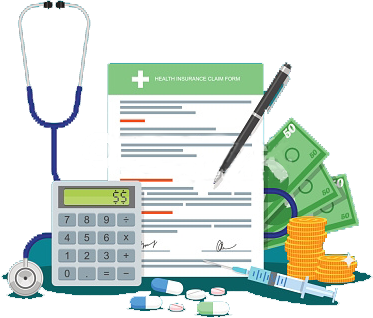 HEALTH INSURANCE CLAIM FORM
50
50
$$
7 8 9 ÷
4 5 6 x
1 2 3 +
0 . = −